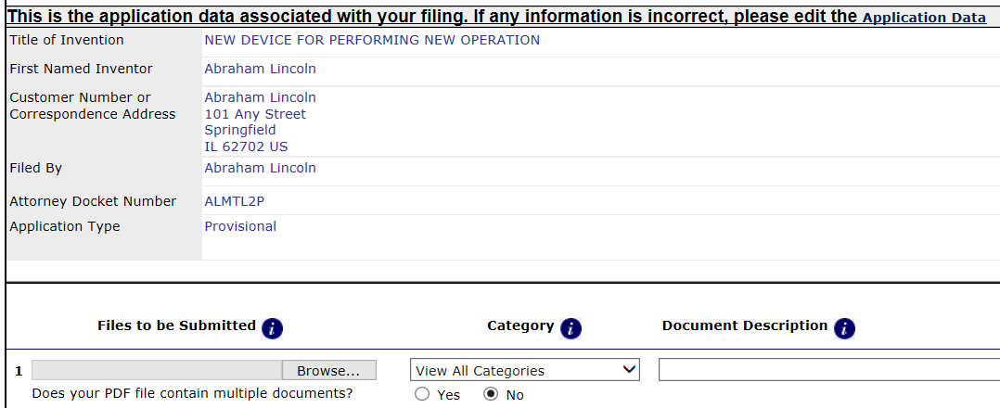 This is the application data associated with your filing. If any information is incorrect, please edit the Application Data
Title of Invention NEW DEVICE FOR PERFORMING NEW OPERATION
First Named Inventor Abraham Lincoln
Customer Number or Abraham Lincoln
Correspondence Address 101 Any Street
Springfield
IL 62702 US
Filed By Abraham Lincoln
Attorney Docket Number ALMTL2P
Application Type Provisional
Files to be Submitted i Category i Document Description i
1 Browse... View All Categories
Does your PDF file contain multiple documents? Yes No